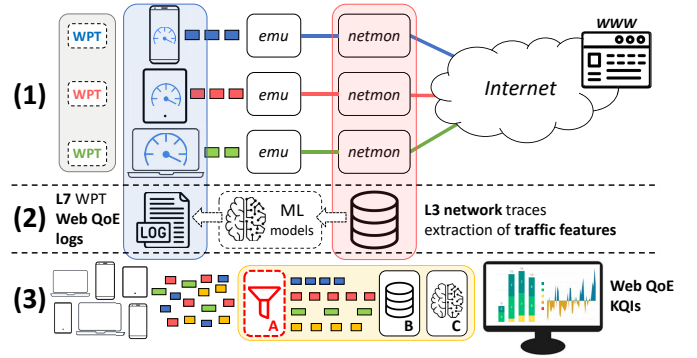 www
WPT
emu
netmon
(1)
WPT
emu
netmon
Internet
WPT
emu
netmon
(2)
L7 WPT
Web QoE
logs
LOG
ML
models
L3 network traces
extraction of traffic features
(3)
A
B
C
Web QoE
KQIs